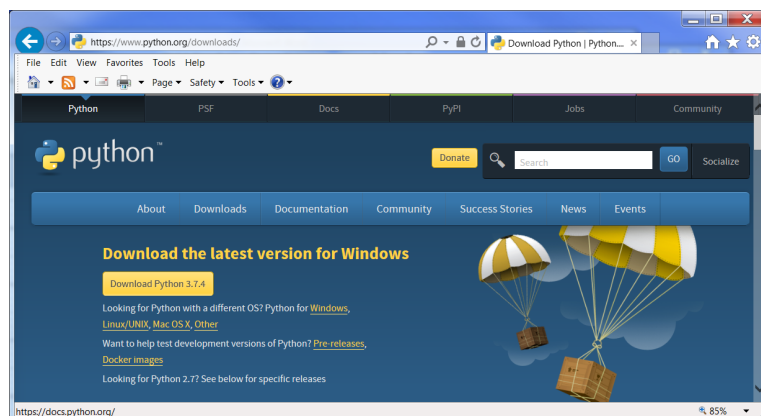 https://www.python.org/downloads/
Download Python | Python...
File Edit View Favorites Tools Help
Page Safety Tools
Python PSF Docs PyPI Jobs Community
python™
Donate Search GO Socialize
About Downloads Documentation Community Success Stories News Events
Download the latest version for Windows
Download Python 3.7.4
Looking for Python with a different OS? Python for Windows,
Linux/UNIX, Mac OS X, Other
Want to help test development versions of Python? Pre-releases,
Docker images
Looking for Python 2.7? See below for specific releases
https://docs.python.org/
85%